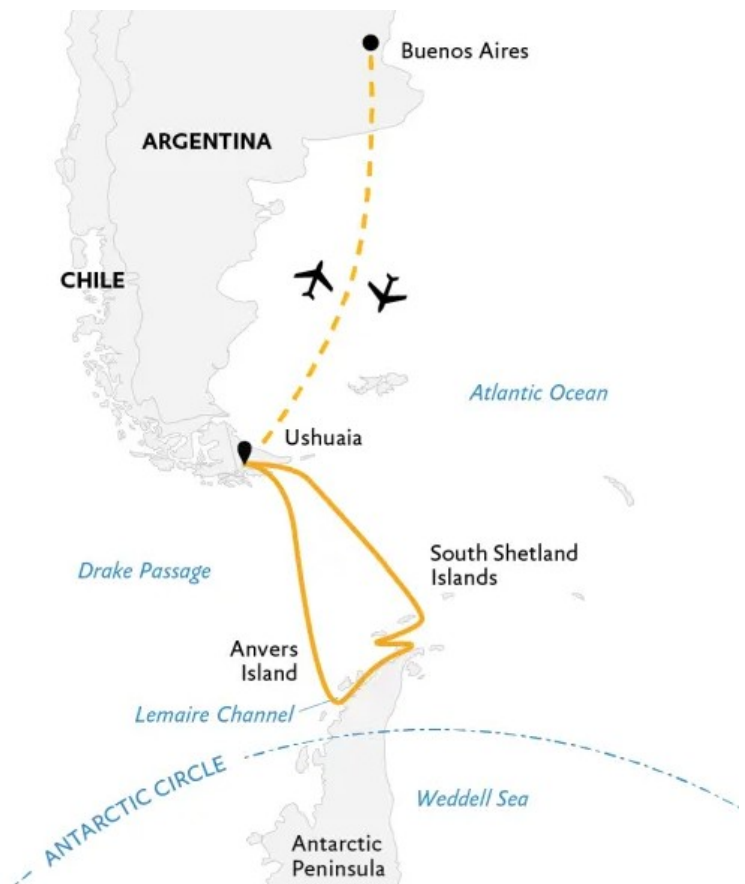 Buenos Aires
ARGENTINA
CHILE
Atlantic Ocean
Ushuaia
South Shetland
Islands
Drake Passage
Anvers
Island
Lemaire Channel
ANTARCTIC CIRCLE
Weddell Sea
Antarctic
Peninsula